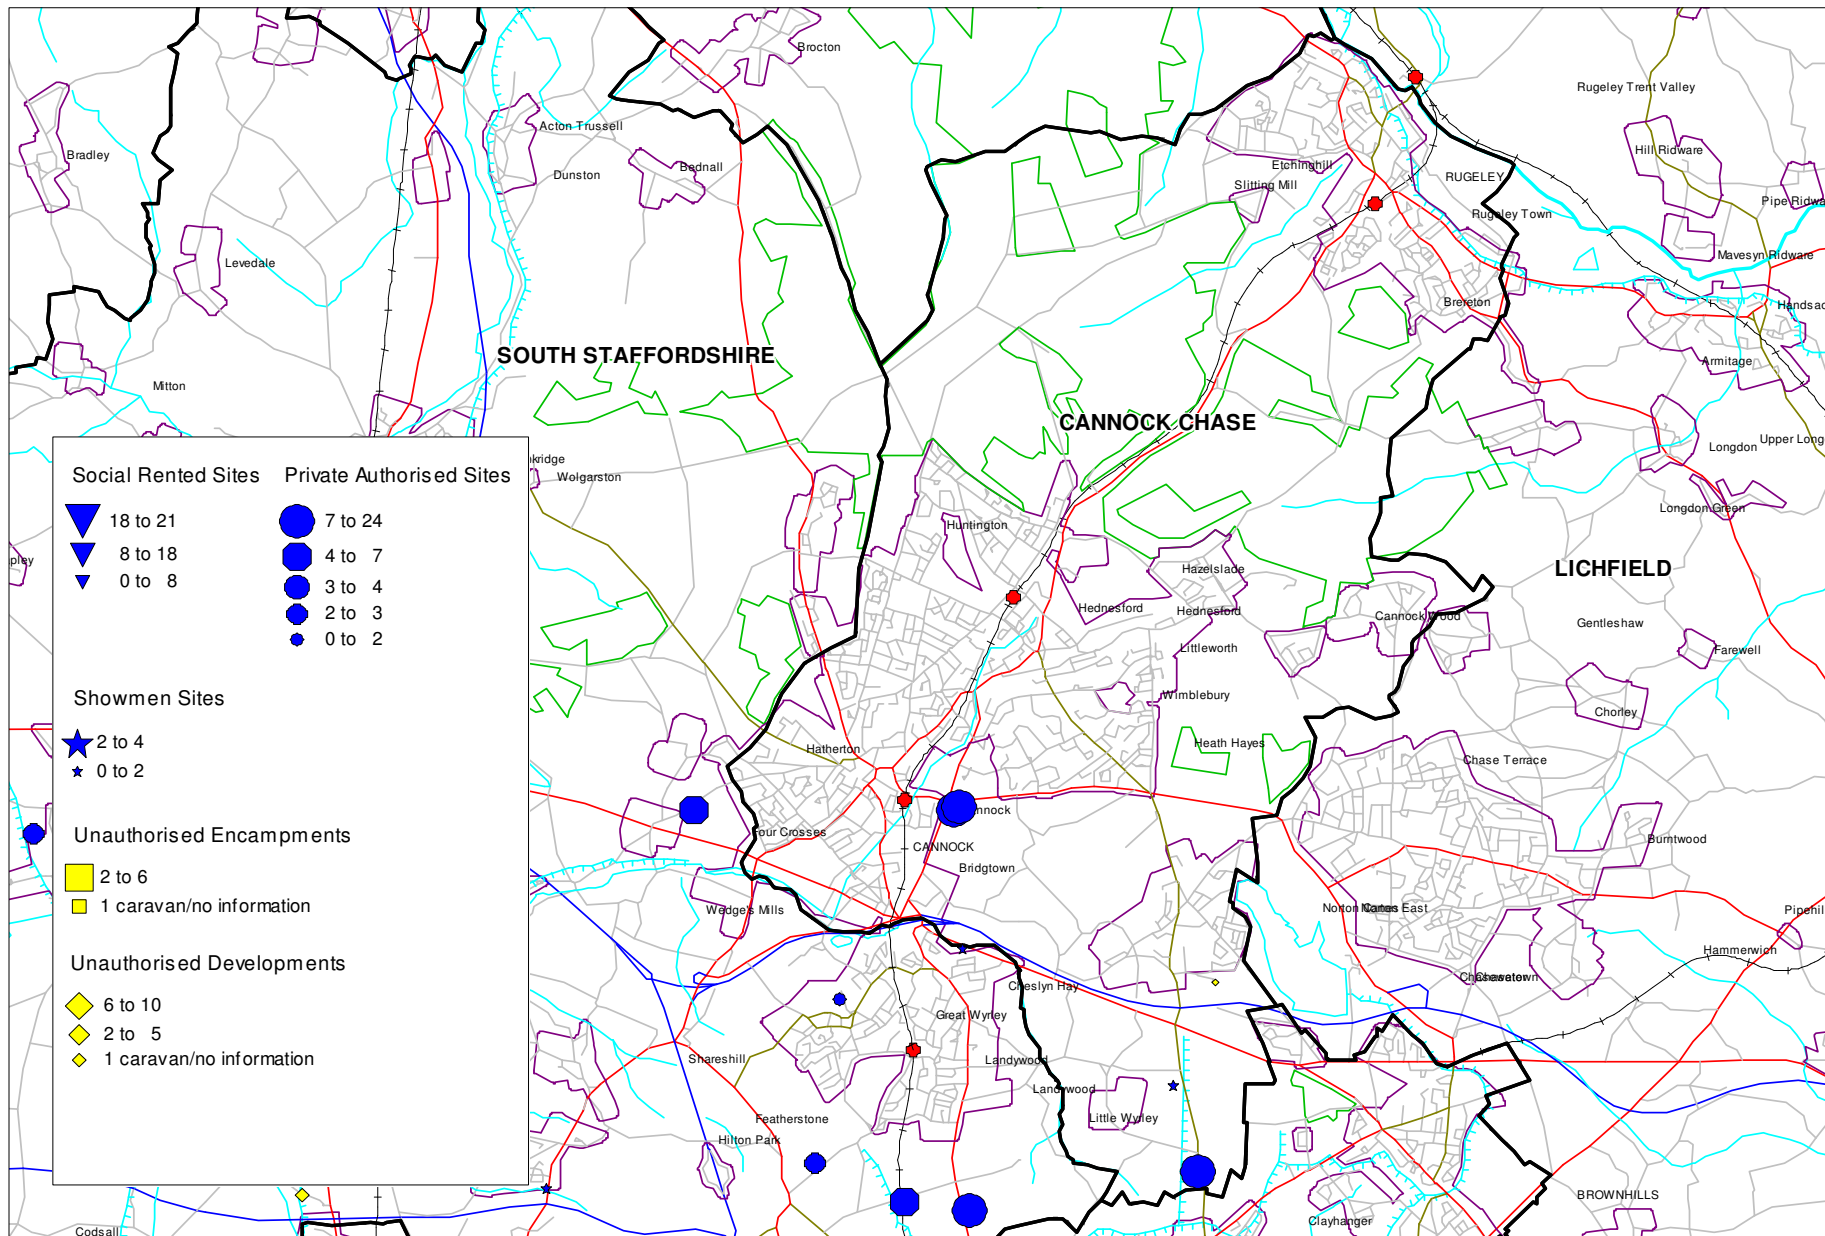 Brocton
Rugeley Trent Valley
Acton Trussell
Bradley
Hill Ridware
Etchinghill
Bednall
Dunston
RUGELEY
Slitting Mill
Pipe Ridwa
Rugeley Town
Mavesyn Ridware
Levedale
Brereton
Handsac
SOUTH STAFFORDSHIRE
Armitage
Mitton
CANNOCK CHASE
Longdon
Upper Long
nkridge
Wolgarston
Longdon Green
Huntington
pley
Hazelslade
LICHFIELD
Hednesford
Hednesford
Cannock Wood
Gentleshaw
Littleworth
Farewell
Wimblebury
Chorley
Hatherton
Heath Hayes
Chase Terrace
nnock
Four Crosses
CANNOCK
Burntwood
Bridgtown
Wedge's Mills
Pipehil
Hammerwich
Cheslyn Hay
Great Wyrley
Shareshill
Landywood
Landywood
Featherstone
Little Wyrley
Hilton Park
BROWNHILLS
Clayhanger
Codsall
Social Rented Sites
18 to 21
8 to 18
0 to 8
Private Authorised Sites
7 to 24
4 to 7
3 to 4
2 to 3
0 to 2
Showmen Sites
2 to 4
0 to 2
Unauthorised Encampments
2 to 6
1 caravan/no information
Unauthorised Developments
6 to 10
2 to 5
1 caravan/no information